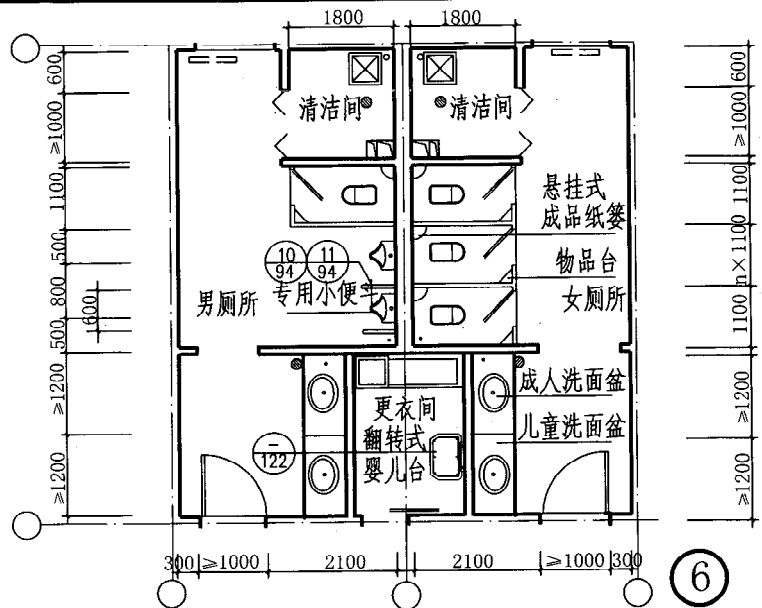 1800
1800
600
≥1000
1100
500
800
600
500
≥1200
≥1200
清洁间
清洁间
悬挂式
成品纸篓
物品台
女厕所
10
94
11
94
专用小便斗
男厕所
更衣间
翻转式
婴儿台
一
122
成人洗面盆
儿童洗面盆
600
≥1000
1100
n×1100
1100
≥1200
≥1200
300
≥1000
2100
2100
≥1000
300
6